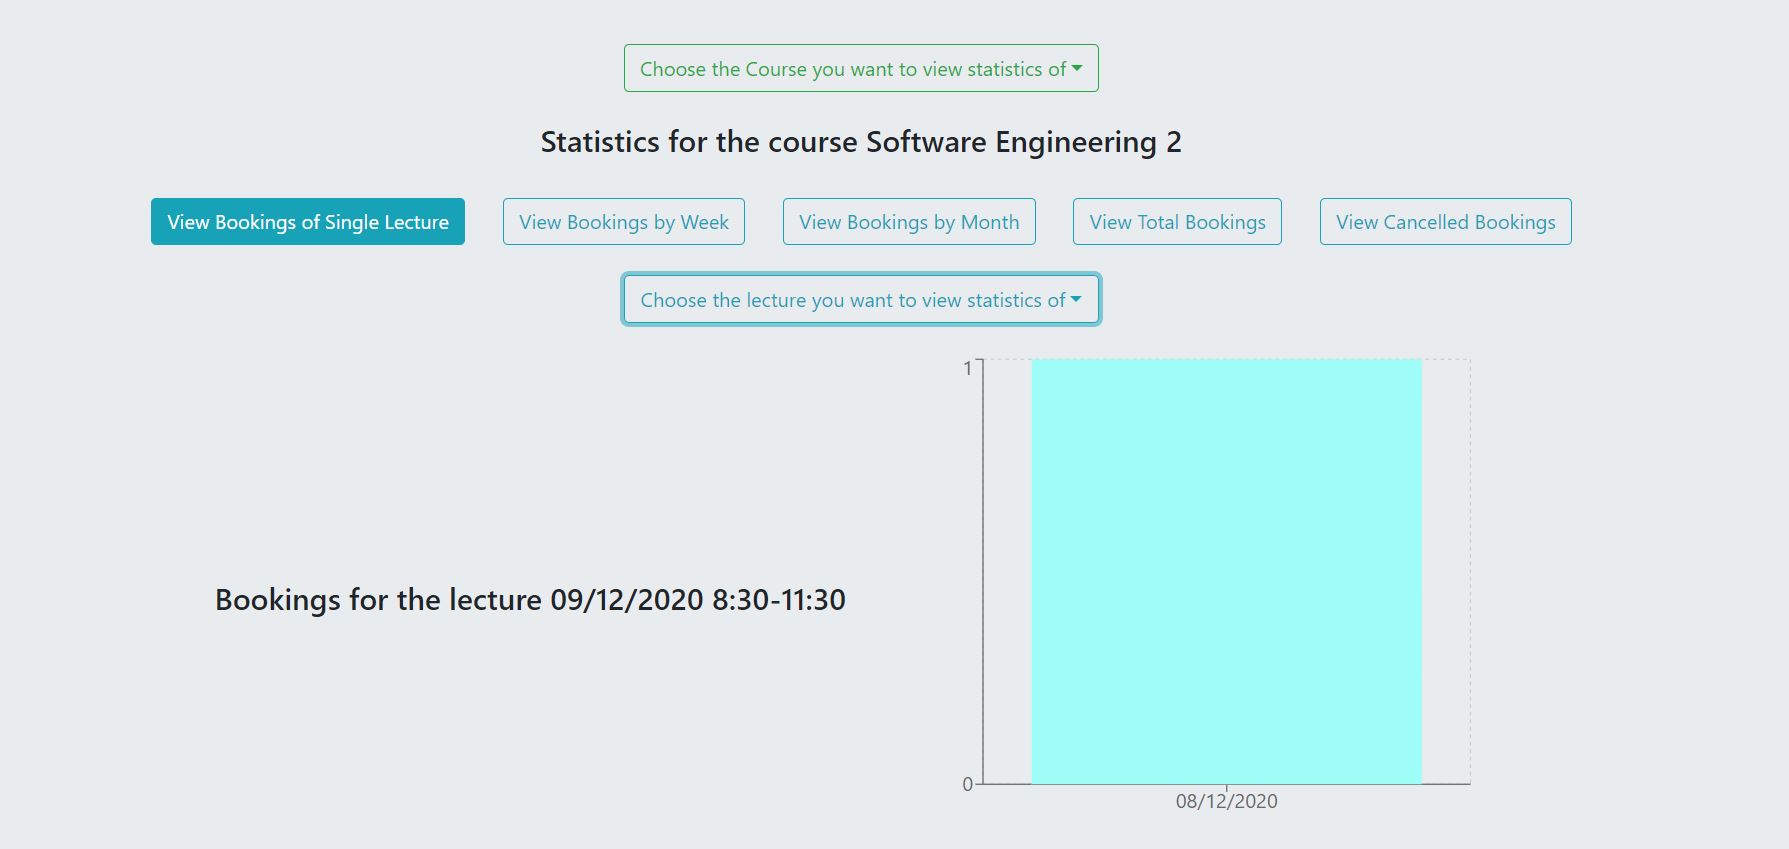 Choose the Course you want to view statistics of
Statistics for the course Software Engineering 2
View Bookings of Single Lecture
View Bookings by Week
View Bookings by Month
View Total Bookings
View Cancelled Bookings
Choose the lecture you want to view statistics of
Bookings for the lecture 09/12/2020 8:30-11:30
1
0
08/12/2020